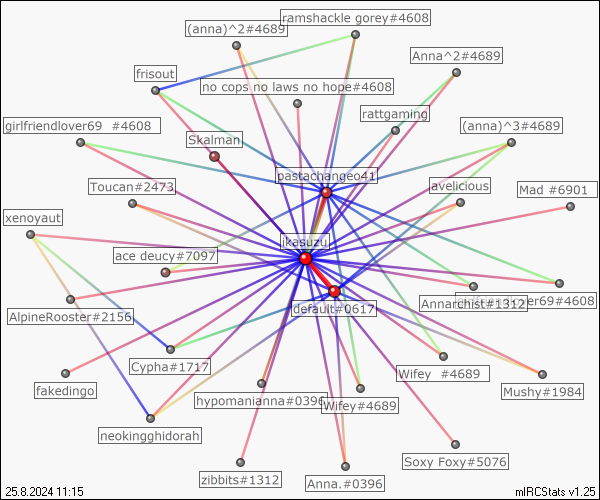 (anna)^2#4689
ramshackle gorey#4608
Anna^2#4689
frisout
no cops no laws no hope#4608
rattgaming
girlfriendlover69 #4608
Skalman
(anna)^3#4689
pastachangeo41
Toucan#2473
avelicious
Mad #6901
xenoyaut
ikasuzu
ace deucy#7097
Annarchist#1312
69#4608
AlpineRooster#2156
default#0617
Cypha#1717
Wifey #4689
fakedingo
hypomanianna#0396
Wifey#4689
Mushy#1984
neokingghidorah
Soxy Foxy#5076
zibbits#1312
Anna.#0396
25.8.2024 11:15
mIRCStats v1.25